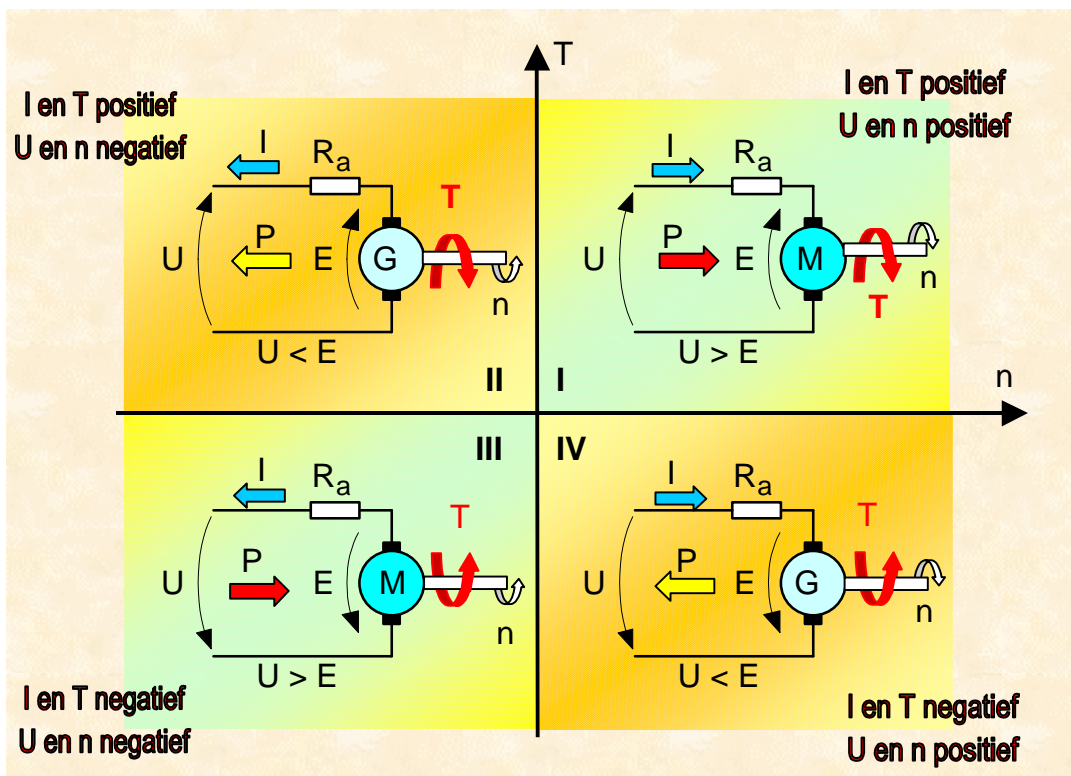 T
I en T positief
U en n negatief
I en T positief
U en n positief
I
Ra
T
U
P
E
G
n
U < E
II
I
Ra
U
P
E
M
n
T
U > E
I
n
III
I
Ra
T
U
P
E
M
n
U > E
IV
I
Ra
T
U
P
E
G
n
U < E
I en T negatief
U en n negatief
I en T negatief
U en n positief